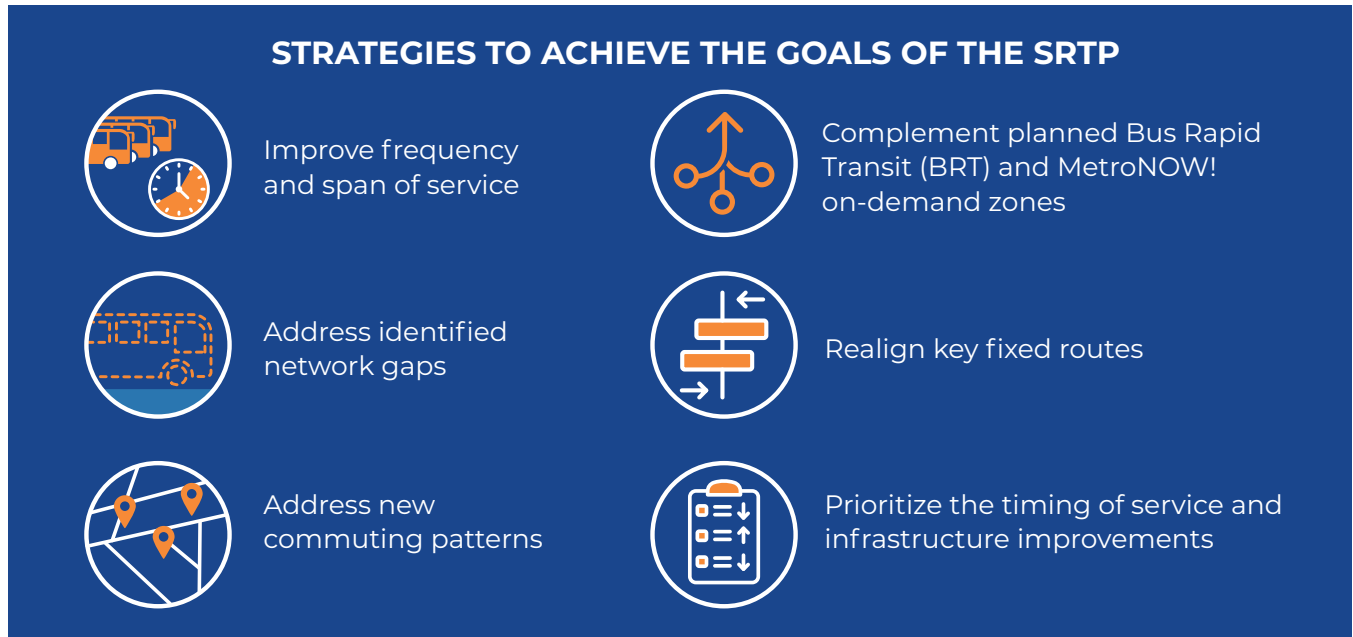 STRATEGIES TO ACHIEVE THE GOALS OF THE SRTP
Improve frequency
and span of service
Complement planned Bus Rapid
Transit (BRT) and MetroNOW!
on-demand zones
Address identified
network gaps
Realign key fixed routes
Address new
commuting patterns
Prioritize the timing of service and
infrastructure improvements